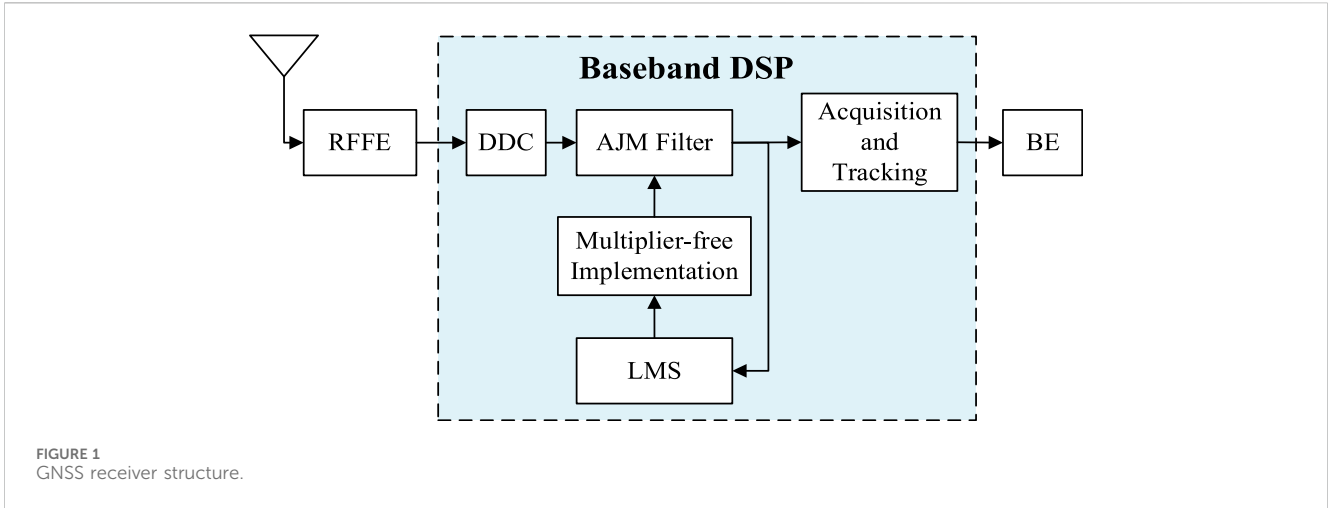 Baseband DSP
RFFE
DDC
AJM Filter
Acquisition
and
Tracking
BE
Multiplier-free
Implementation
LMS
FIGURE 1
GNSS receiver structure.